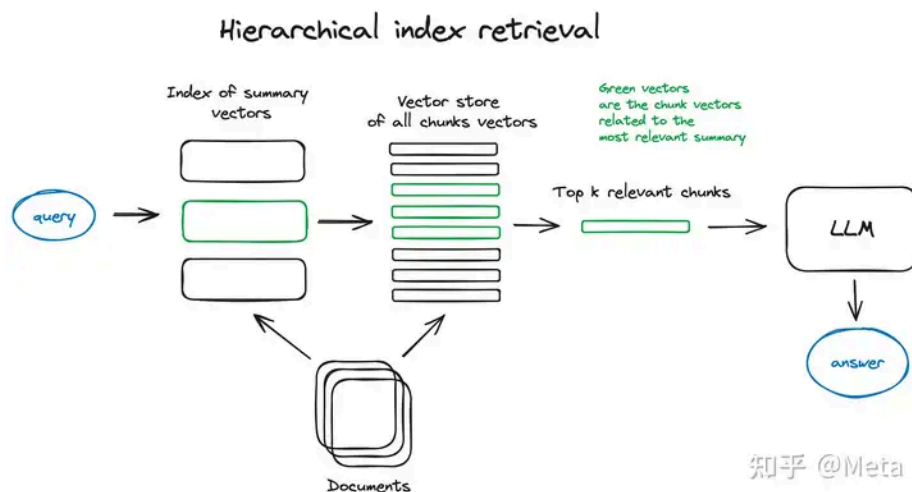 Hierarchical index retrieval
Index of summary
vectors
Vector store
of all chunks vectors
Green vectors
are the chunk vectors
related to the
most relevant summary
query
Top k relevant chunks
LLM
answer
Documents
知乎 @Meta